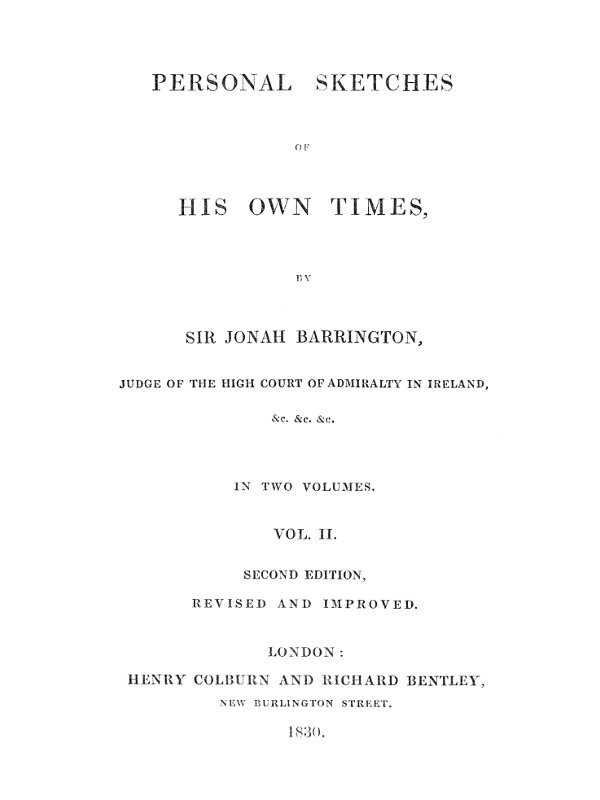 PERSONAL SKETCHES
OF
HIS OWN TIMES,
BY
SIR JONAH BARRINGTON,
JUDGE OF THE HIGH COURT OF ADMIRALTY IN IRELAND,
&c. &c. &c.
IN TWO VOLUMES.
VOL. II.
SECOND EDITION,
REVISED AND IMPROVED.
LONDON:
HENRY COLBURN AND RICHARD BENTLEY,
NEW BURLINGTON STREET.
1830.